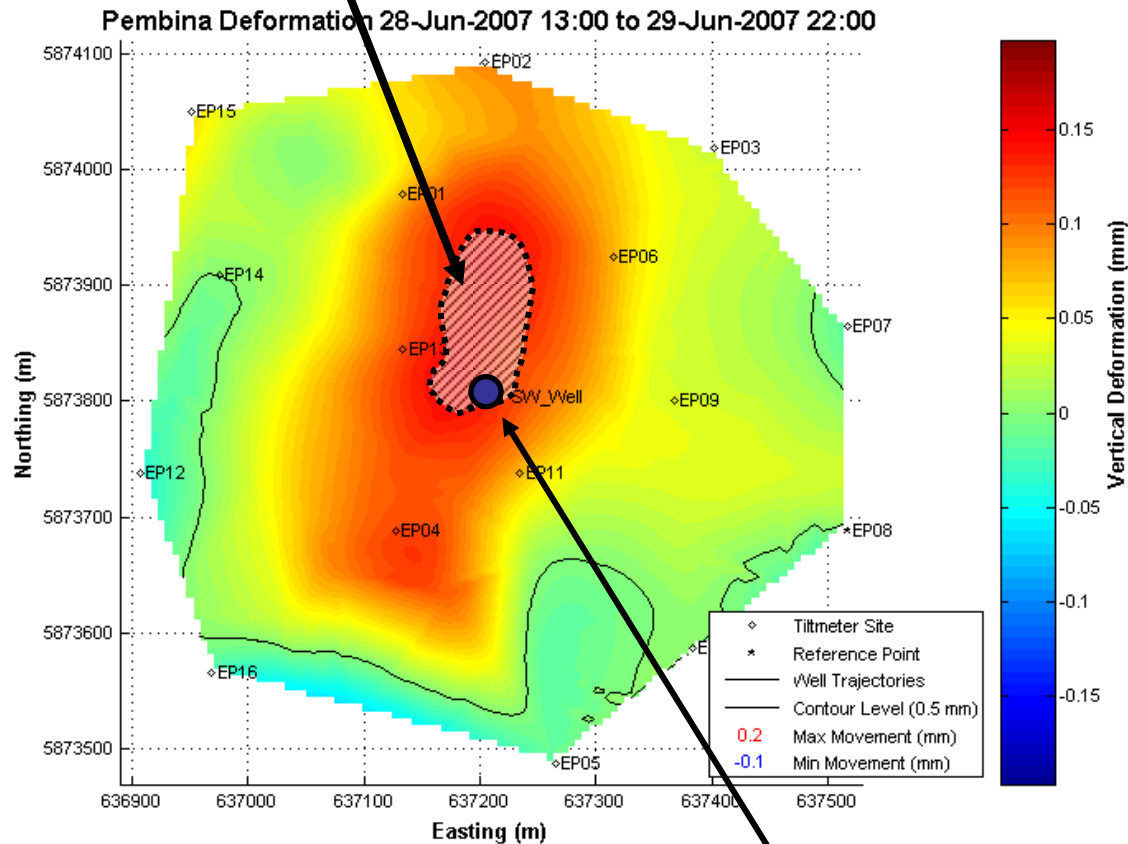 Pembina Deformation 28-Jun-2007 13:00 to 29-Jun-2007 22:00
5874100
5874000
5873900
5873800
5873700
5873600
5873500
Northing (m)
636900
637000
637100
637200
637300
637400
637500
Easting (m)
EP02
EP15
EP03
EP01
EP06
EP14
EP07
EP13
SW_Well
EP09
EP12
EP11
EP04
EP08
EP16
EP05
Tiltmeter Site
Reference Point
Well Trajectories
Contour Level (0.5 mm)
0.2 Max Movement (mm)
-0.1 Min Movement (mm)
0.15
0.1
0.05
0
-0.05
-0.1
-0.15
Vertical Deformation (mm)